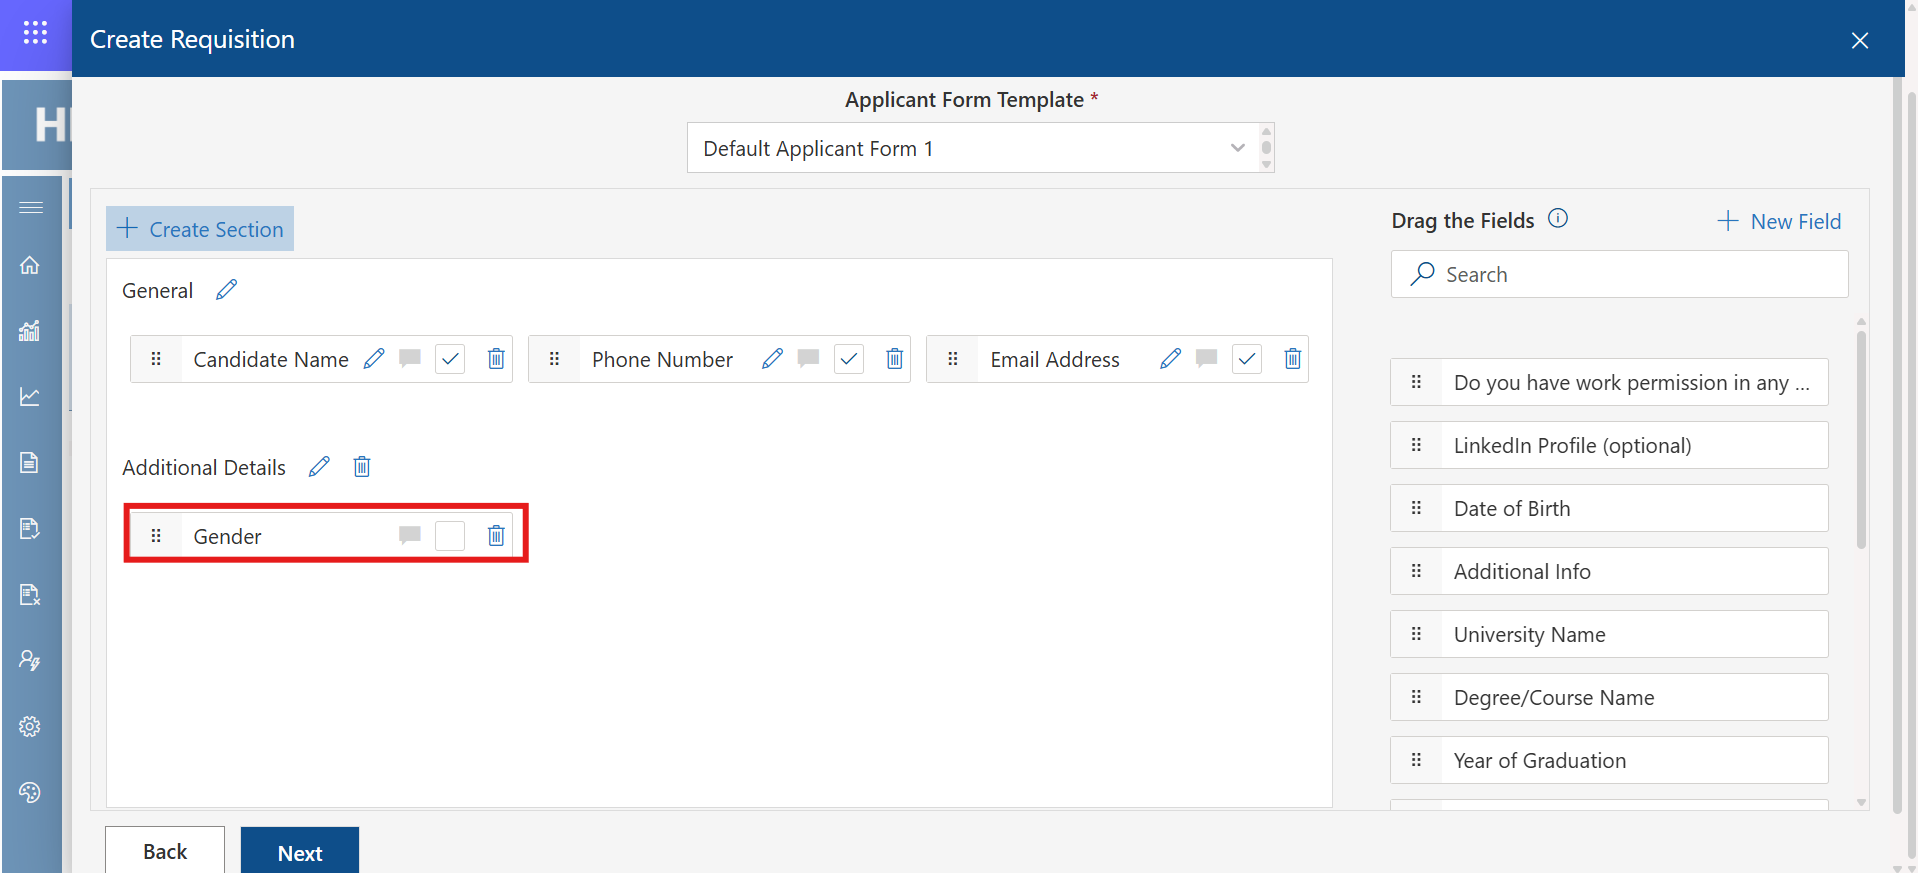 Create Requisition
Applicant Form Template *
Default Applicant Form 1
Create Section
General
Candidate Name
Phone Number
Email Address
Additional Details
Gender
Drag the Fields
New Field
Search
Do you have work permission in any ...
LinkedIn Profile (optional)
Date of Birth
Additional Info
University Name
Degree/Course Name
Year of Graduation
Back
Next